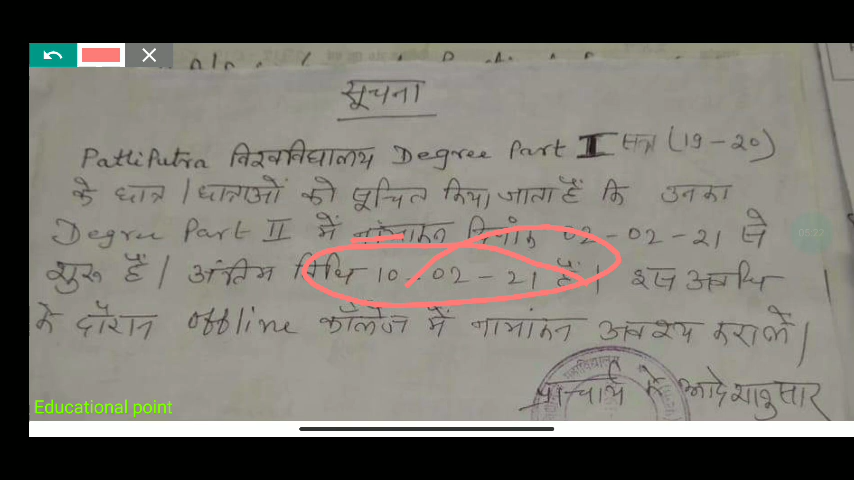 सूचना
Patliputra विश्वविधालय Degree Part I सत्र (19-20)
के छात्र / छात्राओं को सूचित किया जाता हैं कि उनका
Degree Part II में नामांकन दिनांक 02-02-21 से
शुरू हैं। अंतिम तिथि 10-02-21 हैं। इस अवधि
के दौरान offline कॉलेज में नामांकन अवश्य करालें।
प्राचार्य के आदेशानुसार
Educational point